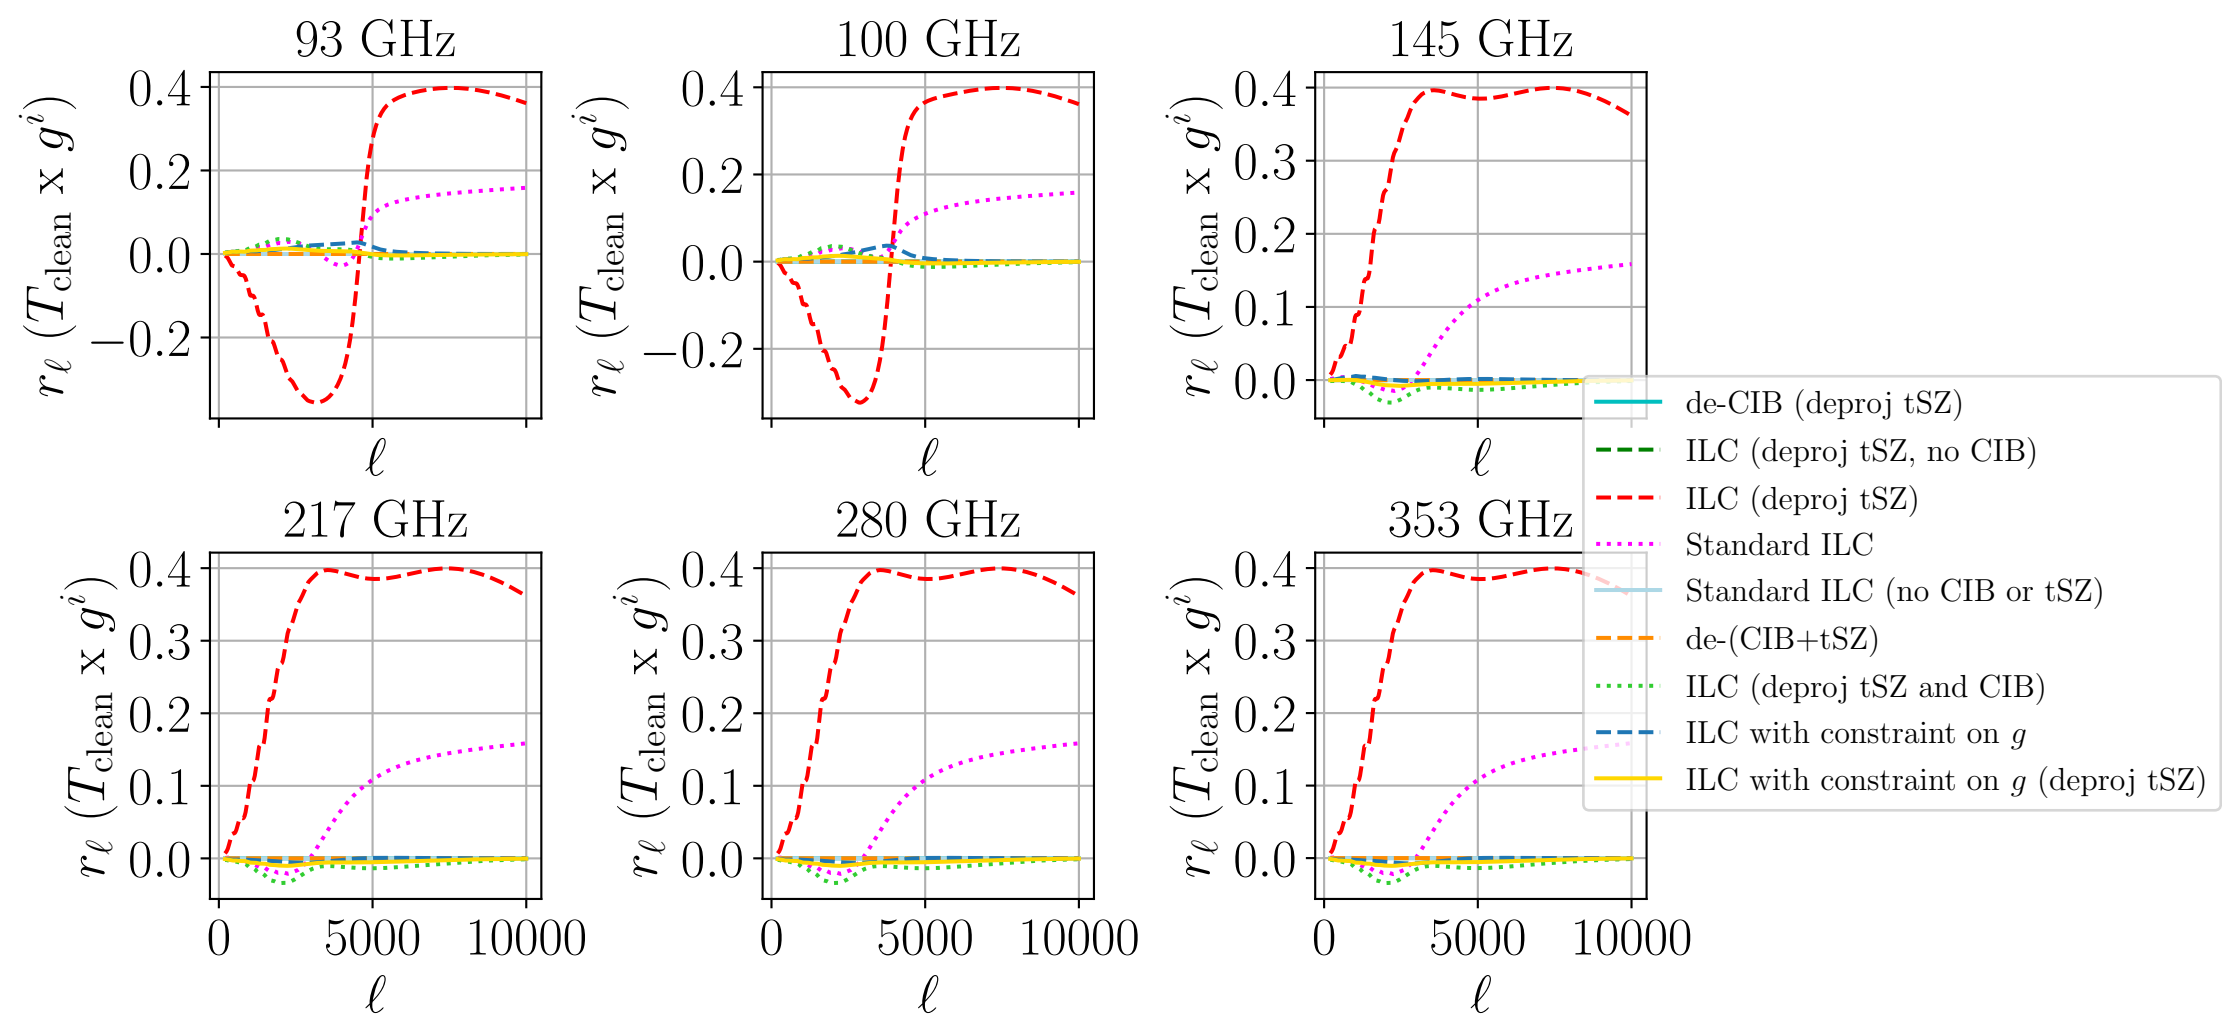 93 GHz
100 GHz
145 GHz
r_ℓ (T_clean x g^i)
0.4
0.2
0.0
−0.2
ℓ
r_ℓ (T_clean x g^i)
0.4
0.2
0.0
−0.2
ℓ
r_ℓ (T_clean x g^i)
0.4
0.3
0.2
0.1
0.0
ℓ
de-CIB (deproj tSZ)
ILC (deproj tSZ, no CIB)
ILC (deproj tSZ)
Standard ILC
Standard ILC (no CIB or tSZ)
de-(CIB+tSZ)
ILC (deproj tSZ and CIB)
ILC with constraint on g
ILC with constraint on g (deproj tSZ)
217 GHz
280 GHz
353 GHz
r_ℓ (T_clean x g^i)
0.4
0.3
0.2
0.1
0.0
0 5000 10000
ℓ
r_ℓ (T_clean x g^i)
0.4
0.3
0.2
0.1
0.0
0 5000 10000
ℓ
r_ℓ (T_clean x g^i)
0.4
0.3
0.2
0.1
0.0
0 5000 10000
ℓ